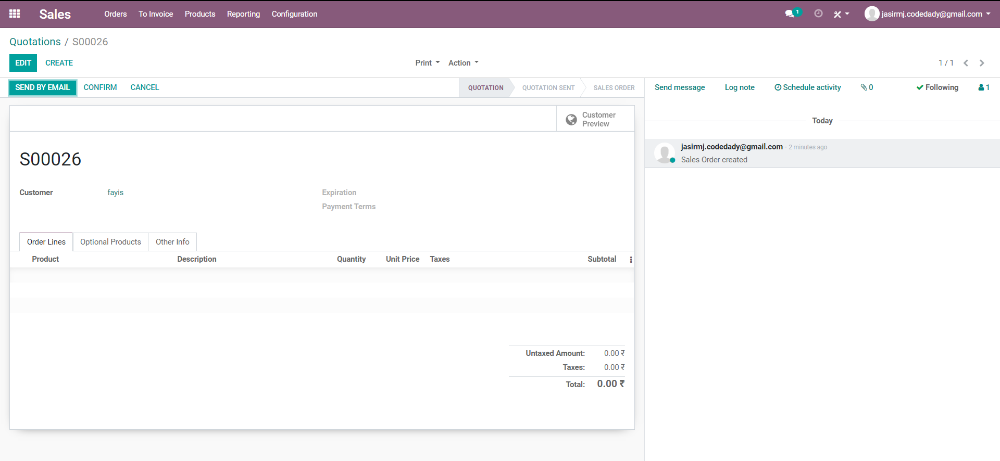 Sales Orders To Invoice Products Reporting Configuration 1 jasirmj.codedady@gmail.com
Quotations / S00026
EDIT CREATE Print Action 1 / 1
SEND BY EMAIL CONFIRM CANCEL QUOTATION QUOTATION SENT SALES ORDER
Send message Log note Schedule activity 0 Following 1
Customer
Preview
Today
jasirmj.codedady@gmail.com - 2 minutes ago
Sales Order created
S00026
Customer fayis Expiration
Payment Terms
Order Lines Optional Products Other Info
Product Description Quantity Unit Price Taxes Subtotal
Untaxed Amount: 0.00 ₹
Taxes: 0.00 ₹
Total: 0.00 ₹